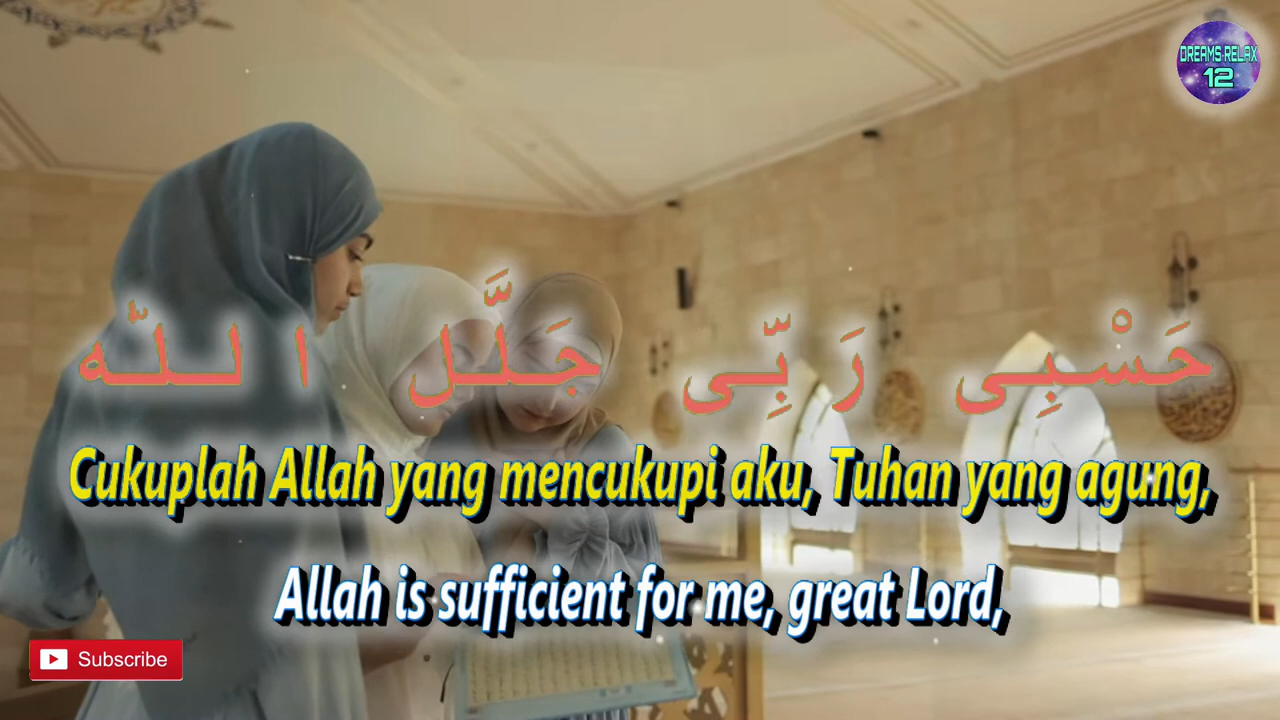 DREAMS RELAX
12
حَسْبِى رَبِّى جَلَّل اللّٰه
Cukuplah Allah yang mencukupi aku, Tuhan yang agung,
Allah is sufficient for me, great Lord,
Subscribe